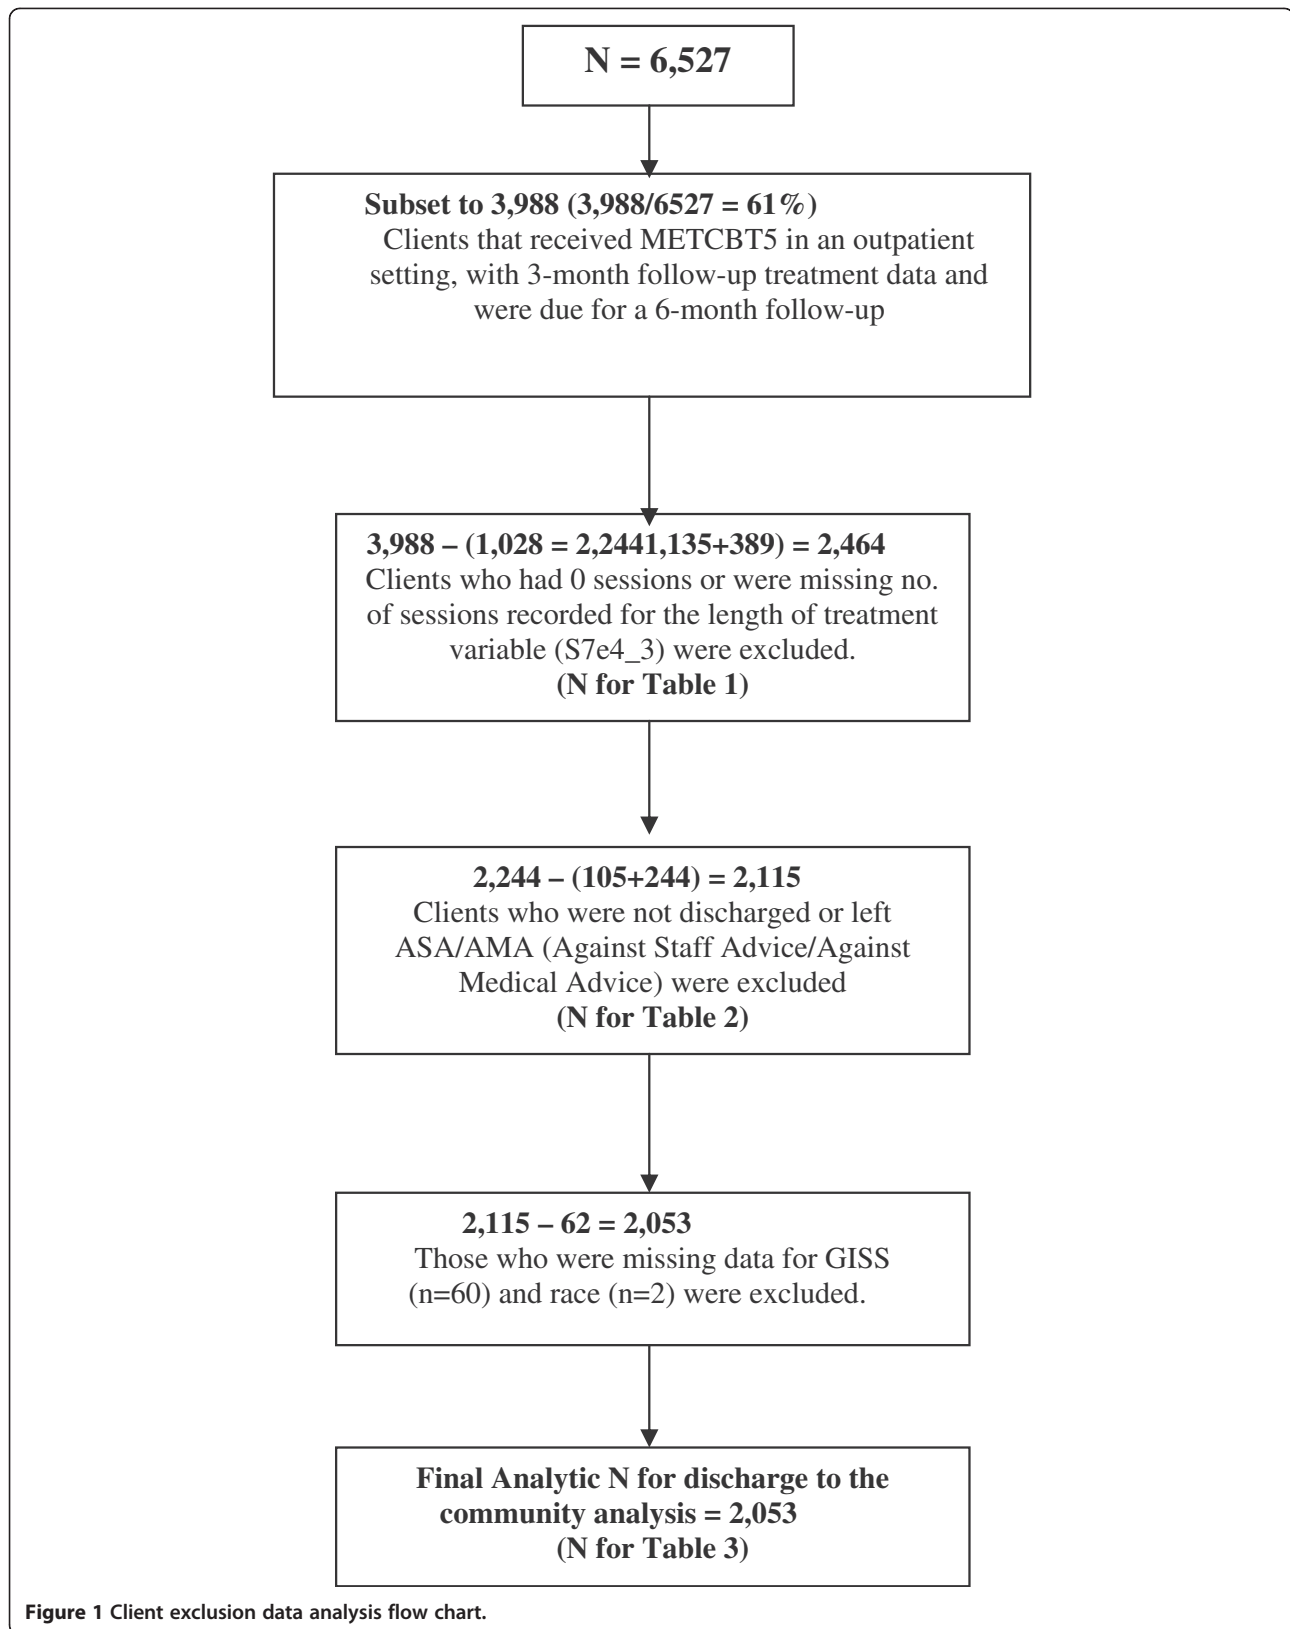 N = 6,527
Subset to 3,988 (3,988/6527 = 61%)
Clients that received METCBT5 in an outpatient
setting, with 3-month follow-up treatment data and
were due for a 6-month follow-up
3,988 – (1,028 = 2,2441,135+389) = 2,464
Clients who had 0 sessions or were missing no.
of sessions recorded for the length of treatment
variable (S7e4_3) were excluded.
(N for Table 1)
2,244 – (105+244) = 2,115
Clients who were not discharged or left
ASA/AMA (Against Staff Advice/Against
Medical Advice) were excluded
(N for Table 2)
2,115 – 62 = 2,053
Those who were missing data for GISS
(n=60) and race (n=2) were excluded.
Final Analytic N for discharge to the
community analysis = 2,053
(N for Table 3)
Figure 1 Client exclusion data analysis flow chart.